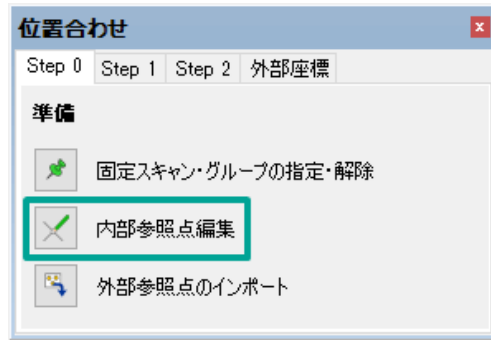 位置合わせ
Step 0 Step 1 Step 2 外部座標
準備
固定スキャン・グループの指定・解除
内部参照点編集
外部参照点のインポート